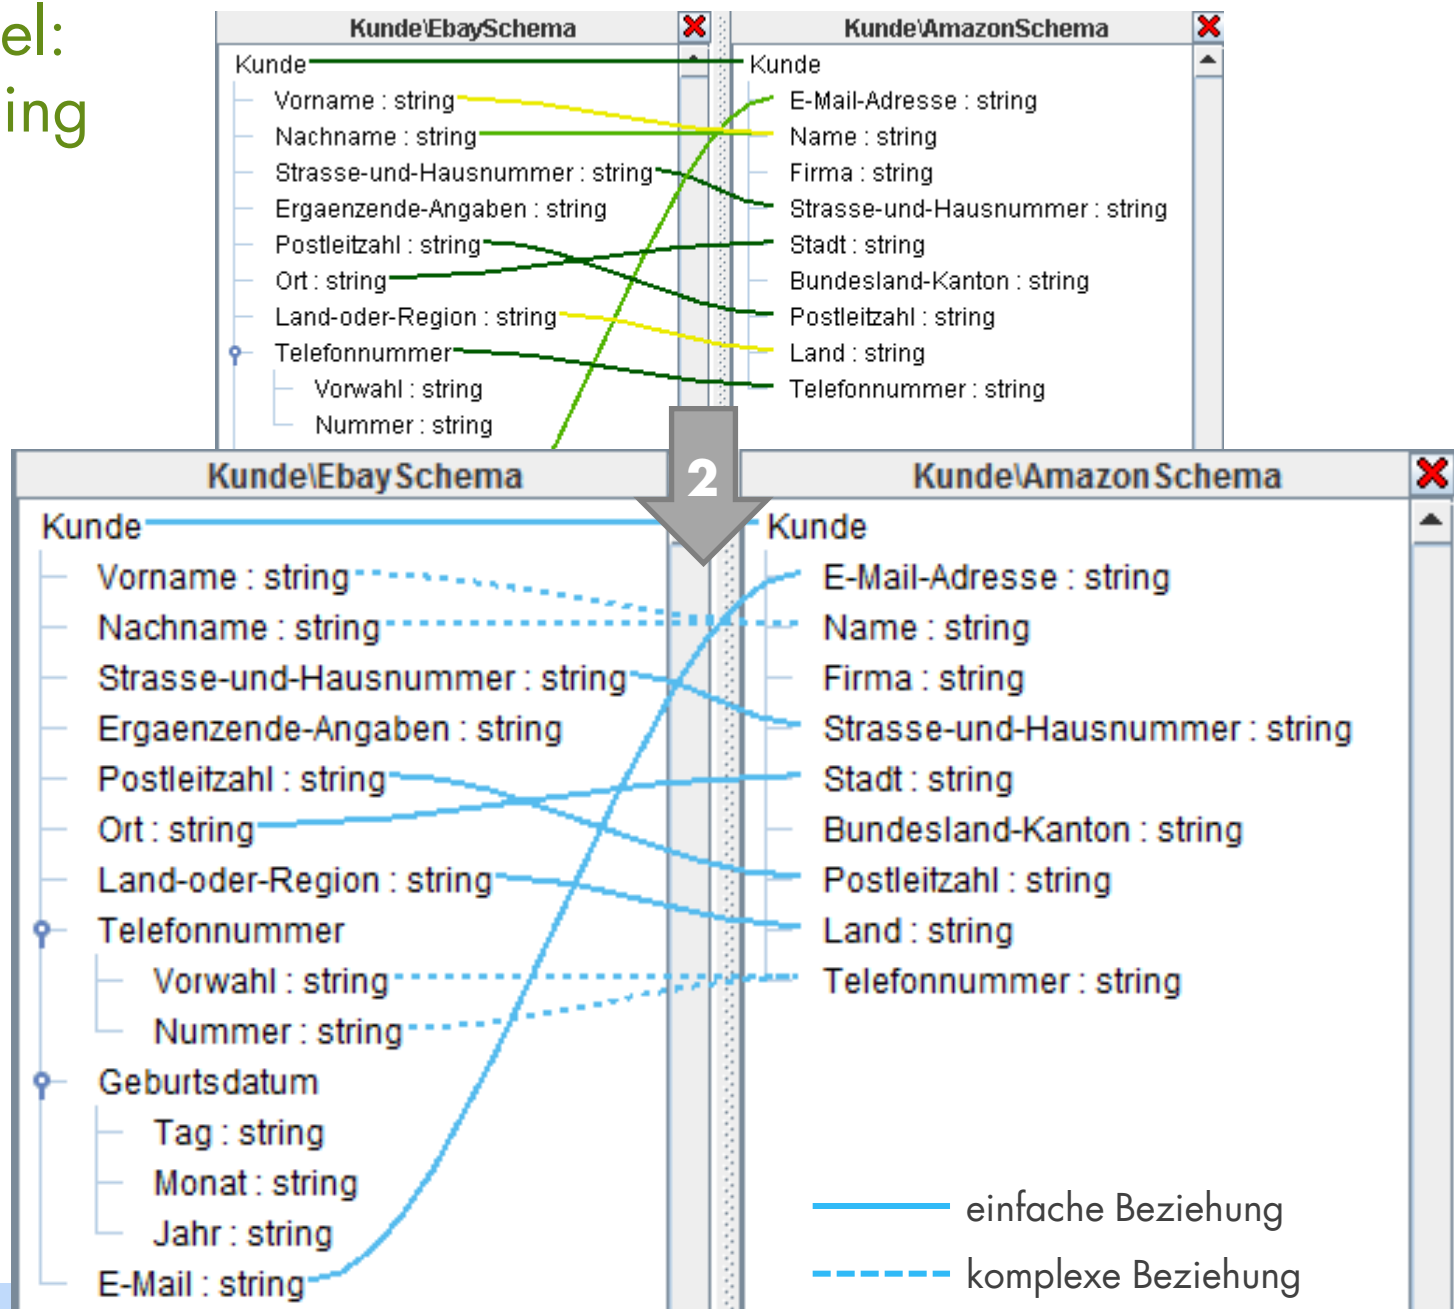 el:
ing
Kunde\EbaySchema
Kunde
Vorname : string
Nachname : string
Strasse-und-Hausnummer : string
Ergaenzende-Angaben : string
Postleitzahl : string
Ort : string
Land-oder-Region : string
Telefonnummer
Vorwahl : string
Nummer : string
Kunde\AmazonSchema
Kunde
E-Mail-Adresse : string
Name : string
Firma : string
Strasse-und-Hausnummer : string
Stadt : string
Bundesland-Kanton : string
Postleitzahl : string
Land : string
Telefonnummer : string
2
Kunde\Ebay Schema
Kunde
Vorname : string
Nachname : string
Strasse-und-Hausnummer : string
Ergaenzende-Angaben : string
Postleitzahl : string
Ort : string
Land-oder-Region : string
Telefonnummer
Vorwahl : string
Nummer : string
Geburtsdatum
Tag : string
Monat : string
Jahr : string
E-Mail : string
Kunde\Amazon Schema
Kunde
E-Mail-Adresse : string
Name : string
Firma : string
Strasse-und-Hausnummer : string
Stadt : string
Bundesland-Kanton : string
Postleitzahl : string
Land : string
Telefonnummer : string
einfache Beziehung
komplexe Beziehung